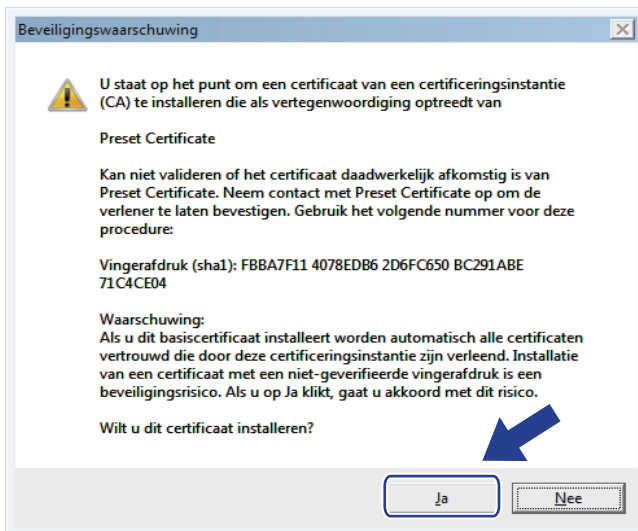 Beveiligingswaarschuwing
U staat op het punt om een certificaat van een certificeringsinstantie
(CA) te installeren die als vertegenwoordiging optreedt van
Preset Certificate
Kan niet valideren of het certificaat daadwerkelijk afkomstig is van
Preset Certificate. Neem contact met Preset Certificate op om de
verlener te laten bevestigen. Gebruik het volgende nummer voor deze
procedure:
Vingerafdruk (sha1): FBBA7F11 4078EDB6 2D6FC650 BC291ABE
71C4CE04
Waarschuwing:
Als u dit basiscertificaat installeert worden automatisch alle certificaten
vertrouwd die door deze certificeringsinstantie zijn verleend. Installatie
van een certificaat met een niet-geverifieerde vingerafdruk is een
beveiligingsrisico. Als u op Ja klikt, gaat u akkoord met dit risico.
Wilt u dit certificaat installeren?
Ja
Nee